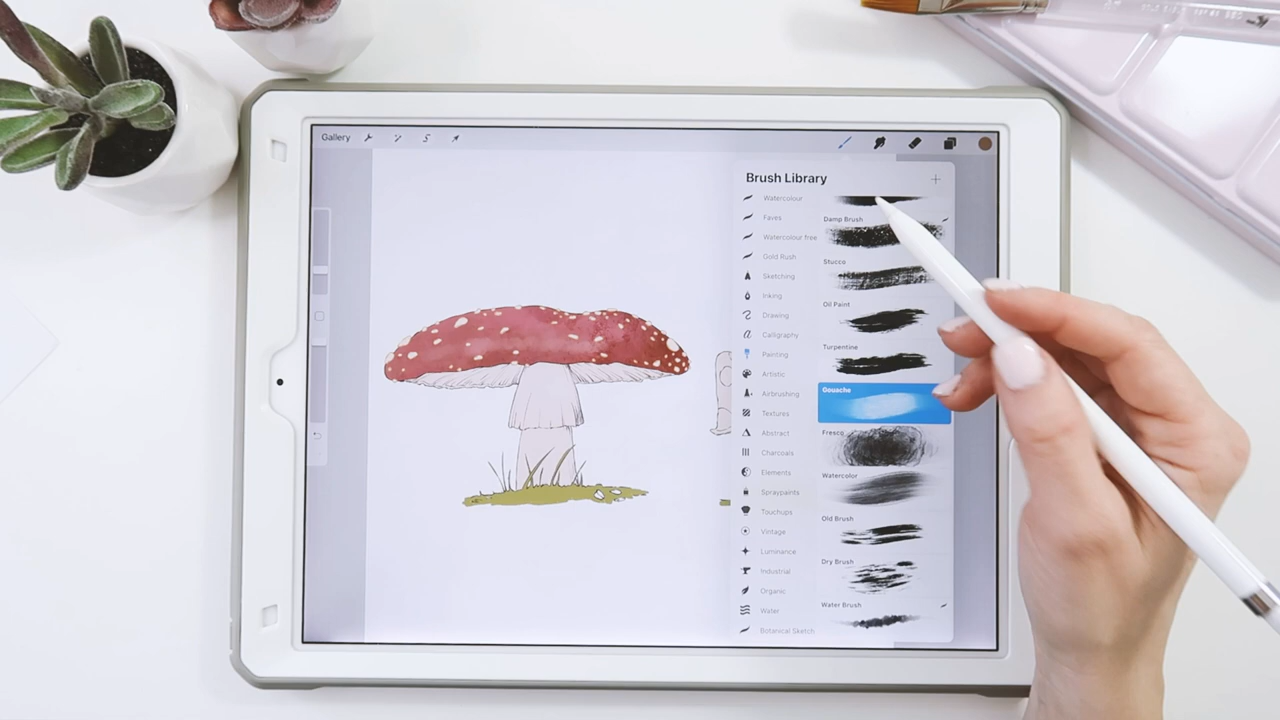 Gallery
Brush Library
Watercolour
Faves
Watercolour free
Gold Rush
Sketching
Inking
Drawing
Calligraphy
Painting
Artistic
Airbrushing
Textures
Abstract
Charcoals
Elements
Spraypaints
Touchups
Vintage
Luminance
Industrial
Organic
Water
Botanical Sketch
Damp Brush
Stucco
Oil Paint
Turpentine
Gouache
Fresco
Watercolor
Old Brush
Dry Brush
Water Brush